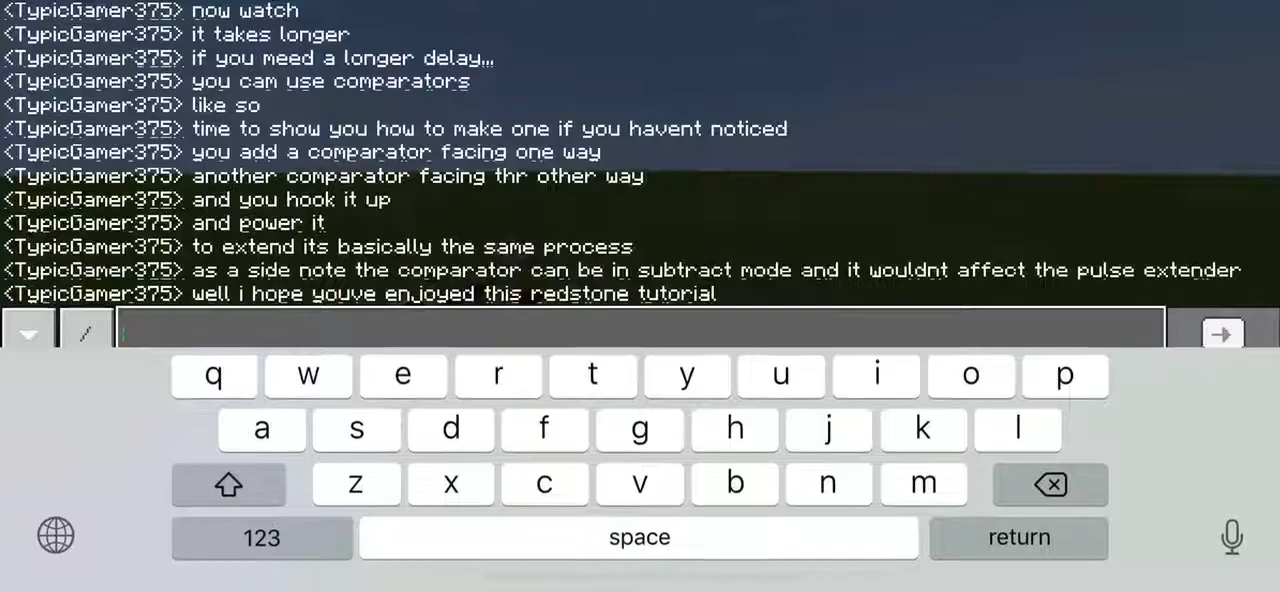 <TypicGamer375> now watch
<TypicGamer375> it takes longer
<TypicGamer375> if you meed a longer delay...
<TypicGamer375> you cam use comparators
<TypicGamer375> like so
<TypicGamer375> time to show you how to make one if you havent noticed
<TypicGamer375> you add a comparator facing one way
<TypicGamer375> another comparator facing thr other way
<TypicGamer375> and you hook it up
<TypicGamer375> and power it
<TypicGamer375> to extend its basically the same process
<TypicGamer375> as a side note the comparator can be in subtract mode and it wouldnt affect the pulse extender
<TypicGamer375> well i hope youve enjoyed this redstone tutorial
/
q w e r t y u i o p
a s d f g h j k l
z x c v b n m
123 space return